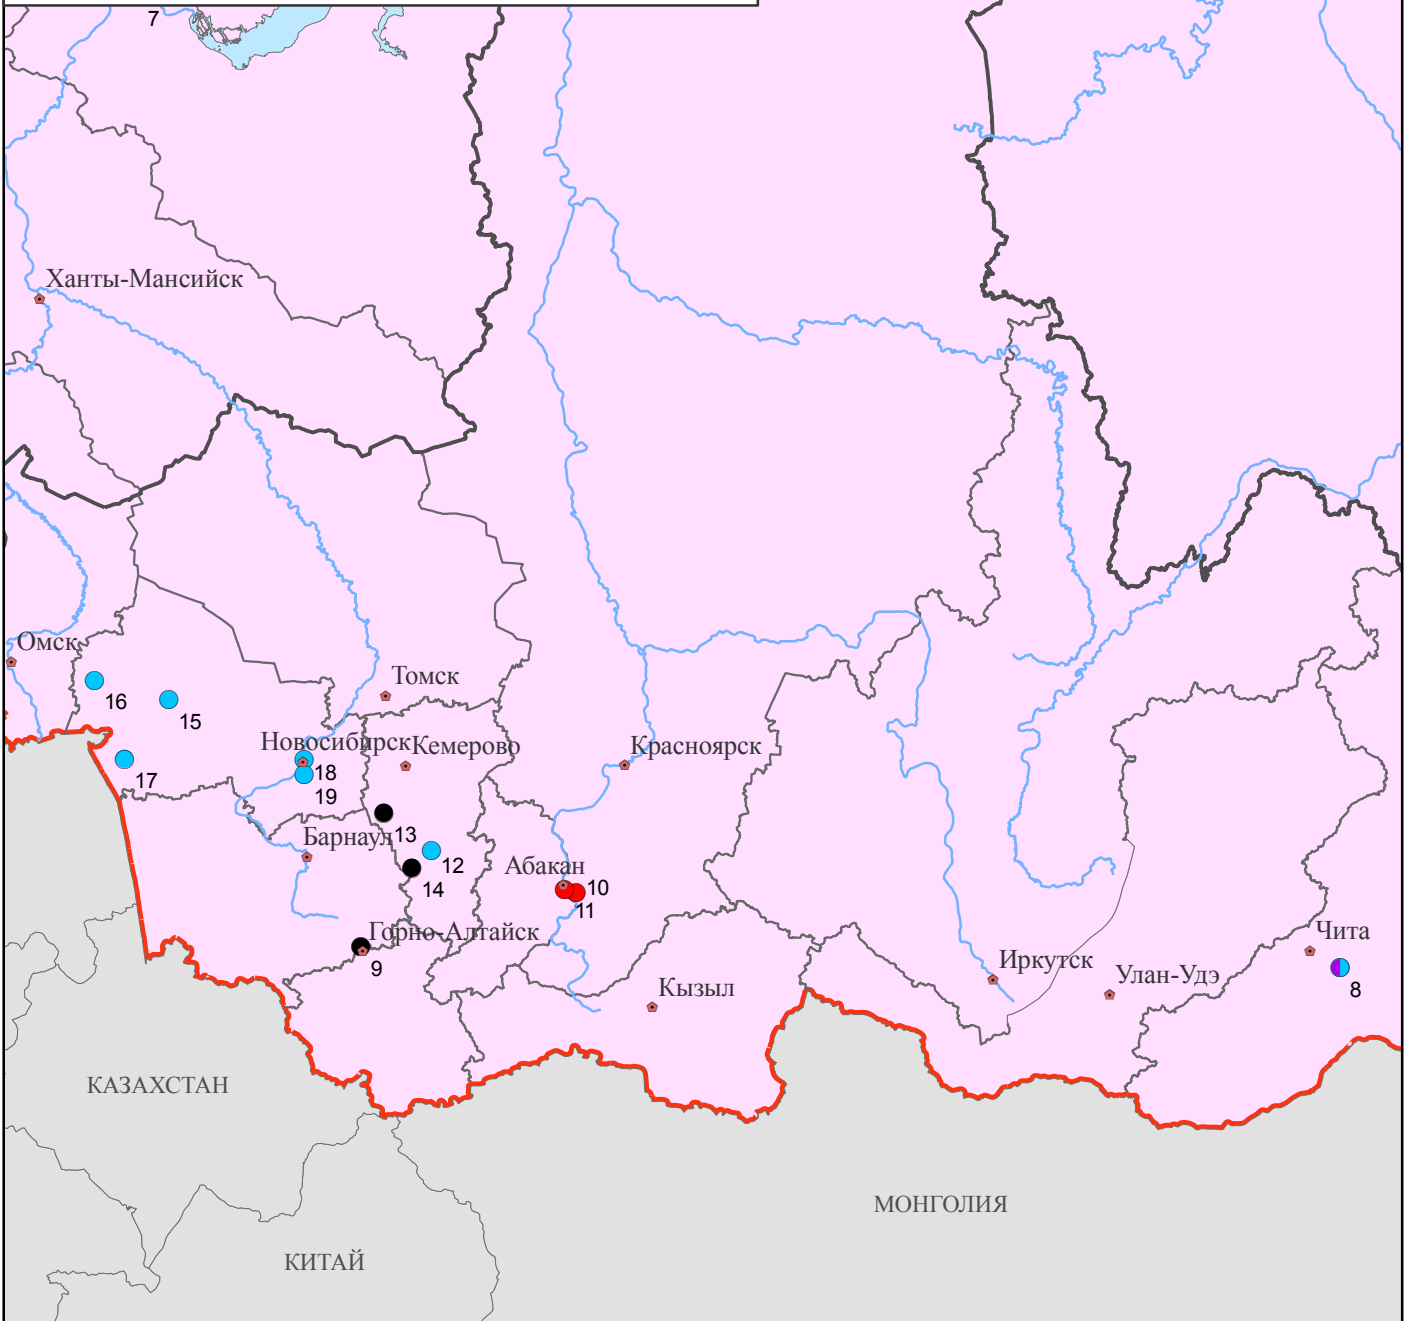 7
Ханты-Мансийск
Омск
Томск
16
15
Новосибирск
Кемерово
Красноярск
17
18
19
13
Барнаул
12
Абакан
14
10
11
Горно-Алтайск
9
Чита
Иркутск
Улан-Удэ
8
Кызыл
КАЗАХСТАН
МОНГОЛИЯ
КИТАЙ